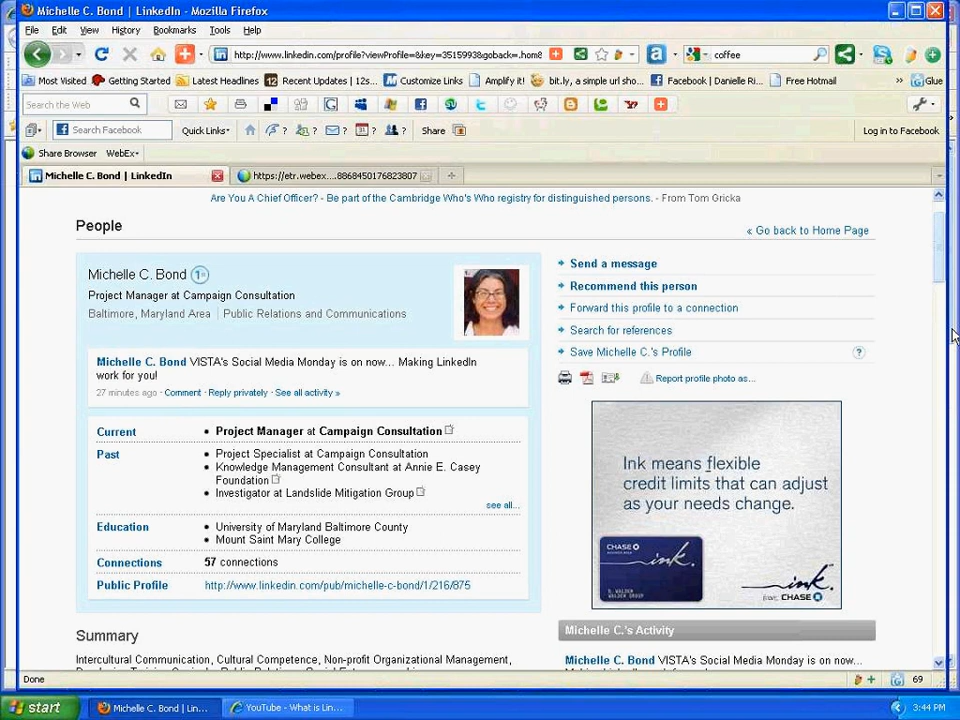 Michelle C. Bond | LinkedIn - Mozilla Firefox
File Edit View History Bookmarks Tools Help
http://www.linkedin.com/profile?viewProfile=&key=3515993&goback=.hom8
coffee
Most Visited Getting Started Latest Headlines Recent Updates | 12s... Customize Links Amplify it! bit.ly, a simple url sho... Facebook | Danielle Ri... Free Hotmail » Glue
Search the Web
Search Facebook Quick Links Share Log in to Facebook
Share Browser WebEx
Michelle C. Bond | LinkedIn https://etr.webex....8868450176823807
Are You A Chief Officer? - Be part of the Cambridge Who's Who registry for distinguished persons. - From Tom Gricka
People
« Go back to Home Page
Michelle C. Bond
Project Manager at Campaign Consultation
Baltimore, Maryland Area | Public Relations and Communications
Michelle C. Bond VISTA's Social Media Monday is on now... Making LinkedIn
work for you!
27 minutes ago · Comment · Reply privately · See all activity »
Current • Project Manager at Campaign Consultation
Past • Project Specialist at Campaign Consultation
• Knowledge Management Consultant at Annie E. Casey
Foundation
• Investigator at Landslide Mitigation Group
see all...
Education • University of Maryland Baltimore County
• Mount Saint Mary College
Connections 57 connections
Public Profile http://www.linkedin.com/pub/michelle-c-bond/1/216/875
Summary
Intercultural Communication, Cultural Competence, Non-profit Organizational Management,
Send a message
Recommend this person
Forward this profile to a connection
Search for references
Save Michelle C.'s Profile ?
Report profile photo as...
Ink means flexible
credit limits that can adjust
as your needs change.
CHASE
ink
ink
from CHASE
Michelle C.'s Activity
Michelle C. Bond VISTA's Social Media Monday is on now...
Done
69
start Michelle C. Bond | Lin... YouTube - What is Lin... 3:44 PM